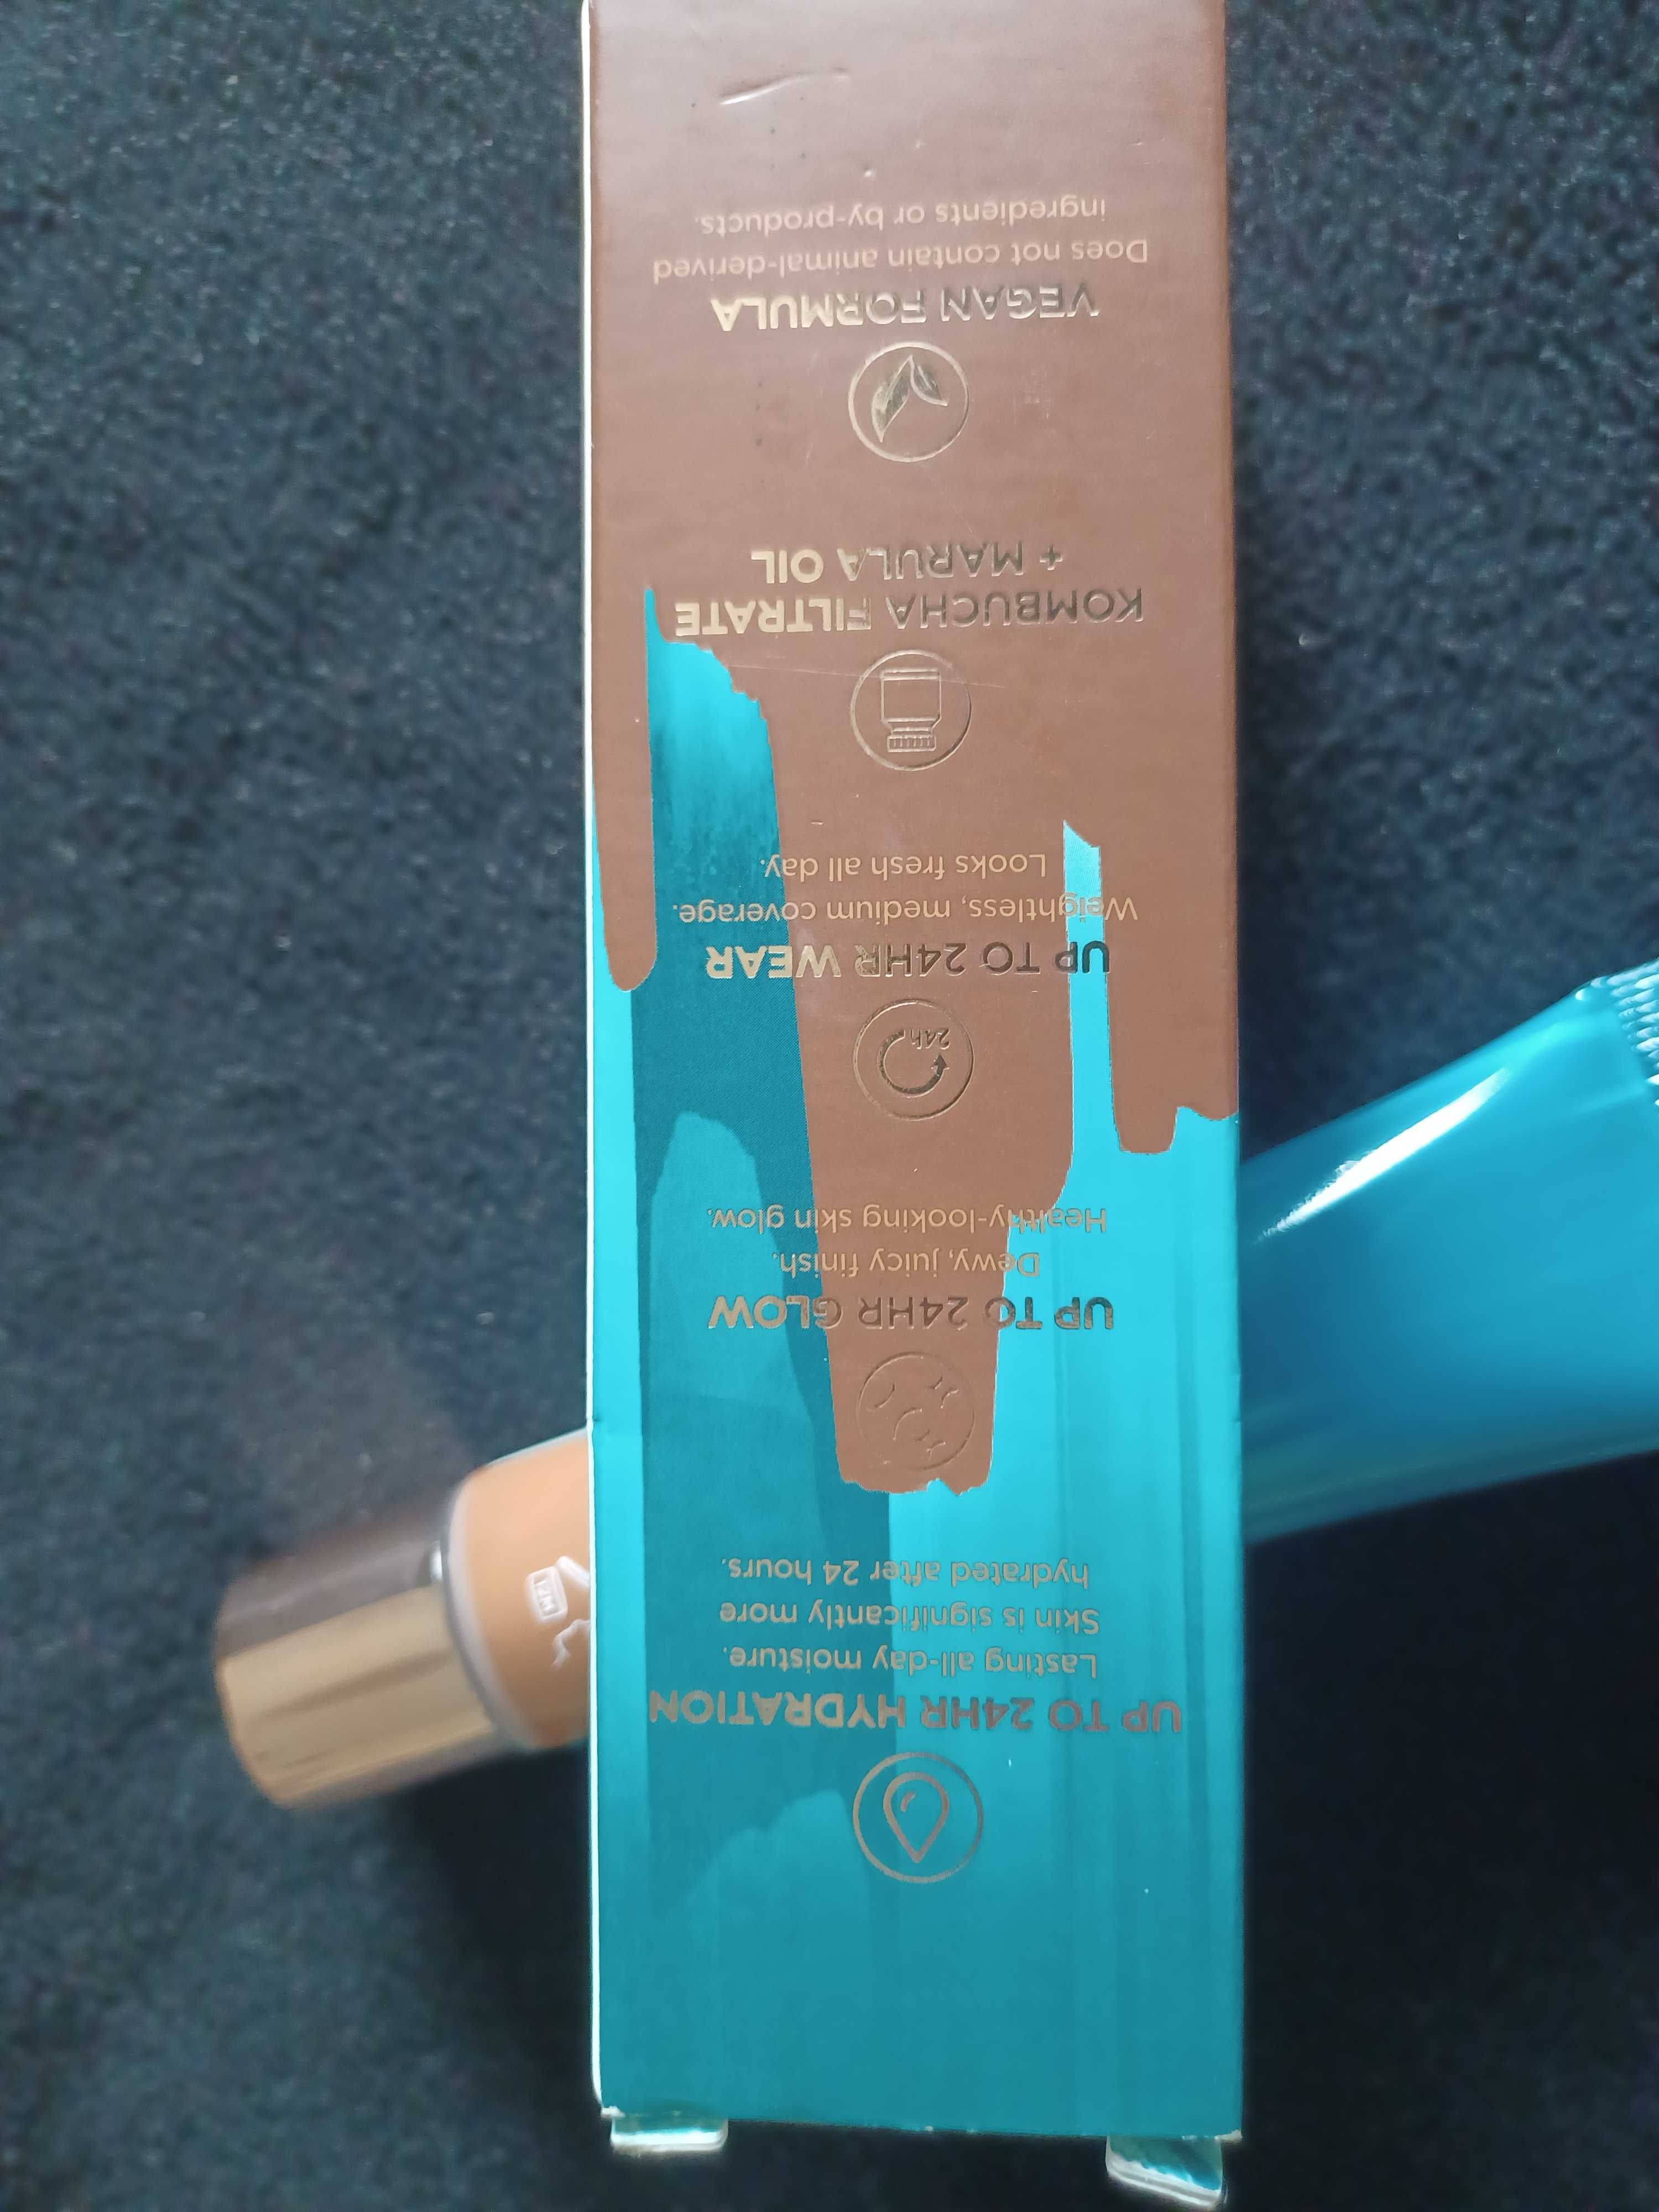 UP TO 24HR HYDRATION
Lasting all-day moisture.
Skin is significantly more
hydrated after 24 hours.
UP TO 24HR GLOW
Dewy, juicy finish.
Healthy-looking skin glow.
24h
UP TO 24HR WEAR
Weightless, medium coverage.
Looks fresh all day.
KOMBUCHA FILTRATE
+ MARULA OIL
VEGAN FORMULA
Does not contain animal-derived
ingredients or by-products.